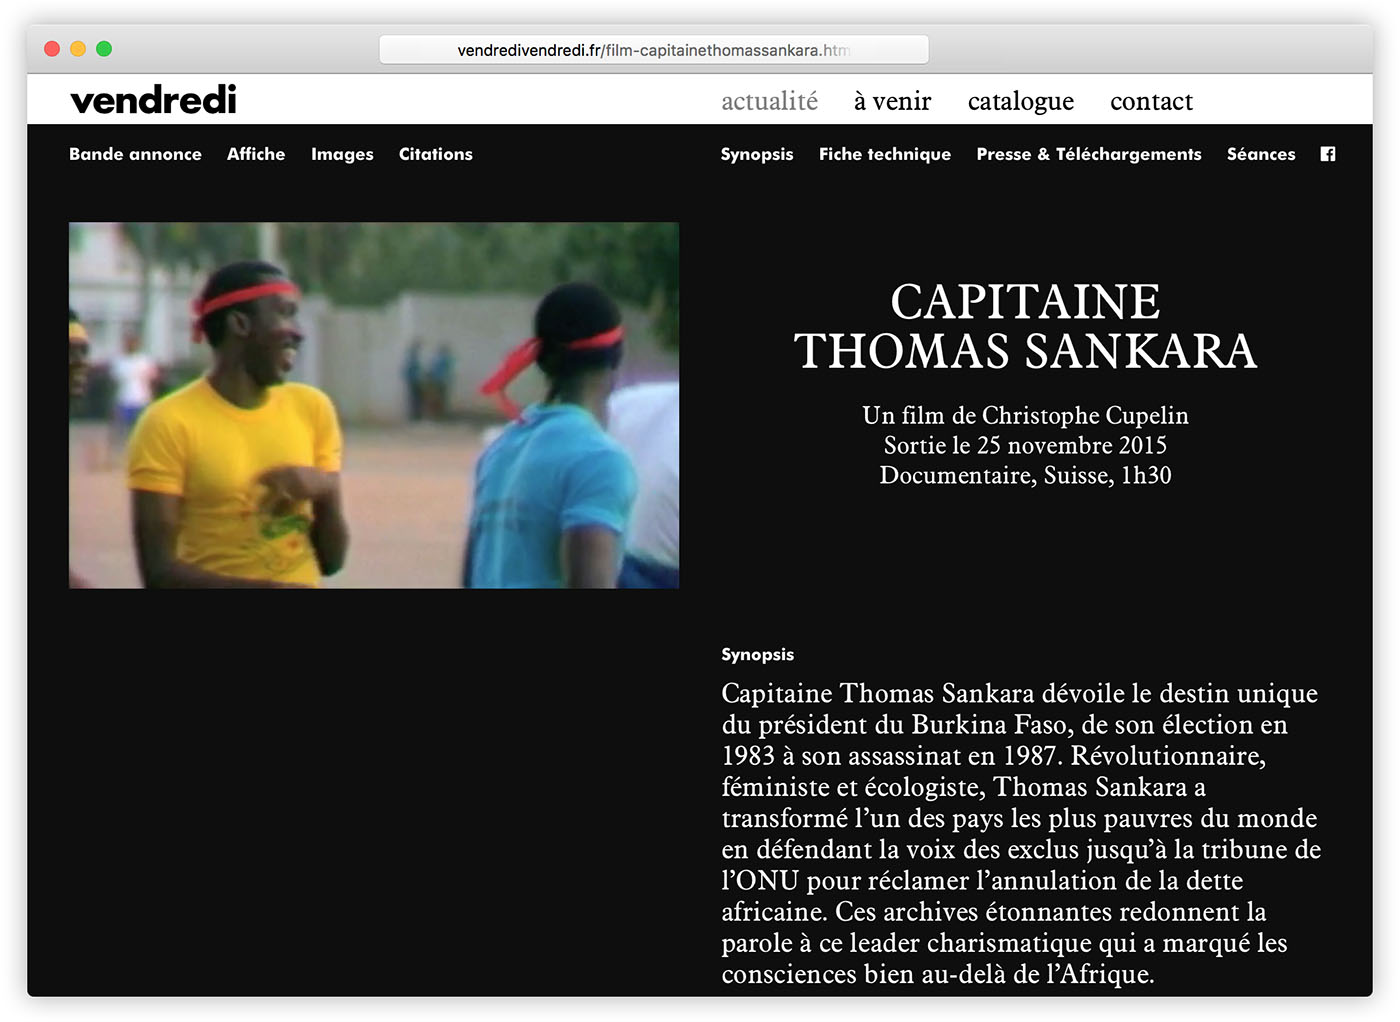 vendredivendredi.fr/film-capitainethomassankara.htm
vendredi
actualité à venir catalogue contact
Bande annonce Affiche Images Citations
Synopsis Fiche technique Presse & Téléchargements Séances
CAPITAINE
THOMAS SANKARA
Un film de Christophe Cupelin
Sortie le 25 novembre 2015
Documentaire, Suisse, 1h30
Synopsis
Capitaine Thomas Sankara dévoile le destin unique
du président du Burkina Faso, de son élection en
1983 à son assassinat en 1987. Révolutionnaire,
féministe et écologiste, Thomas Sankara a
transformé l’un des pays les plus pauvres du monde
en défendant la voix des exclus jusqu’à la tribune de
l’ONU pour réclamer l’annulation de la dette
africaine. Ces archives étonnantes redonnent la
parole à ce leader charismatique qui a marqué les
consciences bien au-delà de l’Afrique.